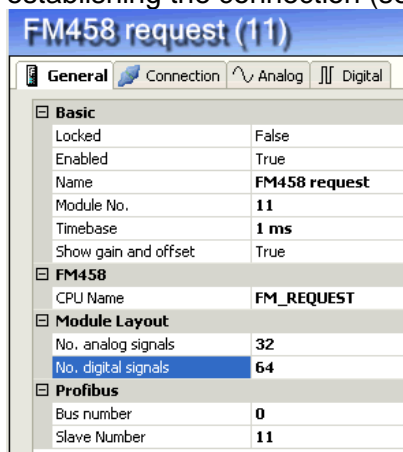 establishing the connection (se
FM458 request (11)
General Connection Analog Digital
Basic
Locked False
Enabled True
Name FM458 request
Module No. 11
Timebase 1 ms
Show gain and offset True
FM458
CPU Name FM_REQUEST
Module Layout
No. analog signals 32
No. digital signals 64
Profibus
Bus number 0
Slave Number 11